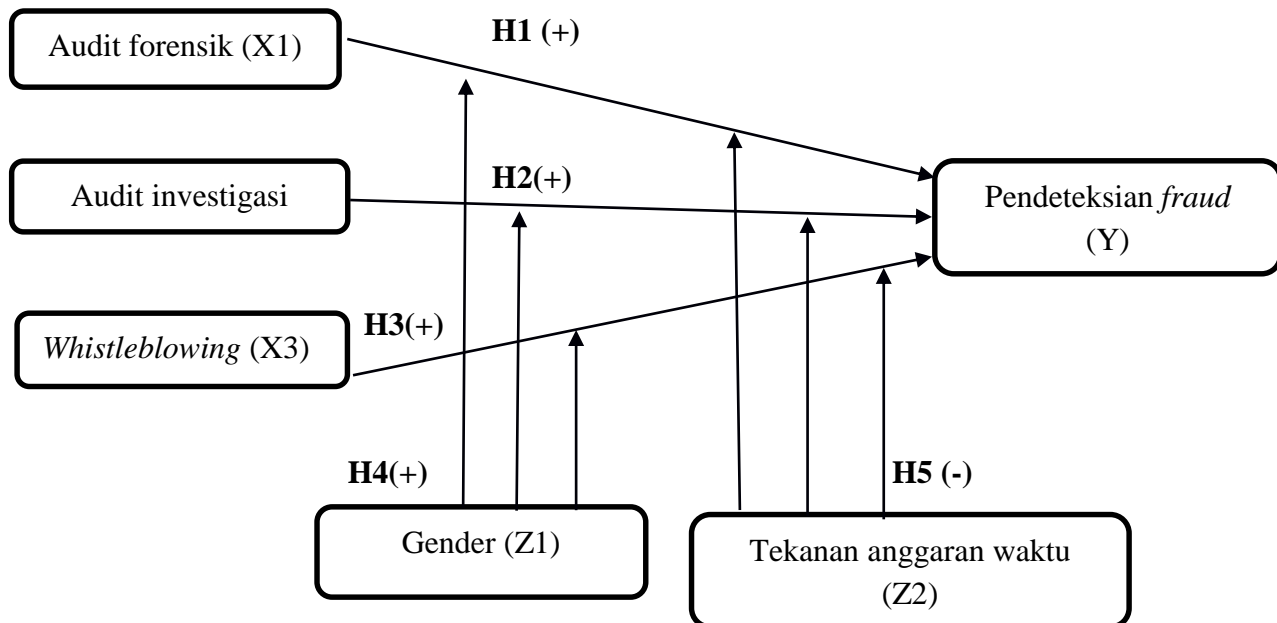 H1 (+)
Audit forensik (X1)
H2(+)
Audit investigasi
Pendeteksian fraud
(Y)
H3(+)
Whistleblowing (X3)
H4(+)
H5 (-)
Gender (Z1)
Tekanan anggaran waktu
(Z2)